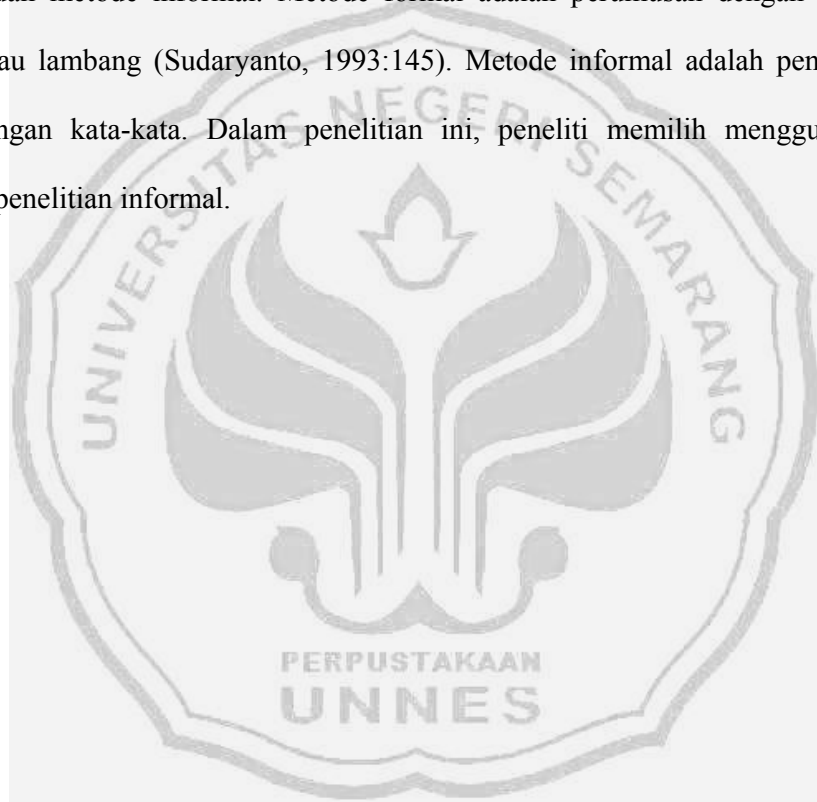 dan metode informal. Metode formal adalah perumusan dengan
au lambang (Sudaryanto, 1993:145). Metode informal adalah pen
ngan kata-kata. Dalam penelitian ini, peneliti memilih menggu
penelitian informal.
UNIVERSITAS NEGERI SEMARANG
PERPUSTAKAAN
UNNES